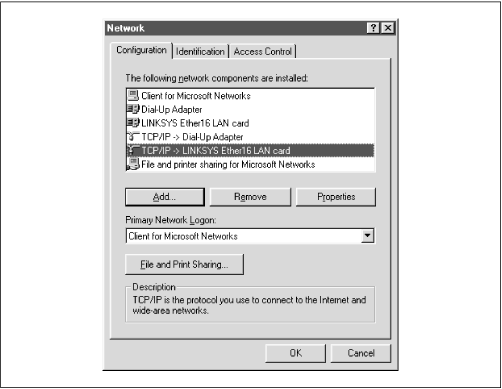 Network
Configuration Identification Access Control
The following network components are installed:
Client for Microsoft Networks
Dial-Up Adapter
LINKSYS Ether16 LAN card
TCP/IP -> Dial-Up Adapter
TCP/IP -> LINKSYS Ether16 LAN card
File and printer sharing for Microsoft Networks
Add... Remove Properties
Primary Network Logon:
Client for Microsoft Networks
File and Print Sharing...
Description
TCP/IP is the protocol you use to connect to the Internet and
wide-area networks.
OK Cancel